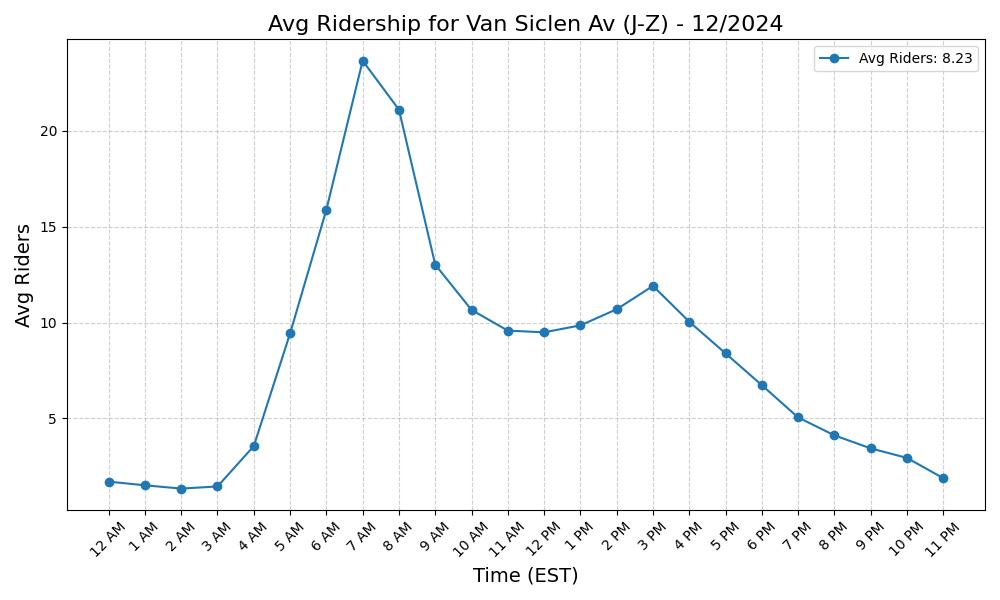 Avg Ridership for Van Siclen Av (J-Z) - 12/2024
Avg Riders: 8.23
Avg Riders
20
15
10
5
12 AM
1 AM
2 AM
3 AM
4 AM
5 AM
6 AM
7 AM
8 AM
9 AM
10 AM
11 AM
12 PM
1 PM
2 PM
3 PM
4 PM
5 PM
6 PM
7 PM
8 PM
9 PM
10 PM
11 PM
Time (EST)